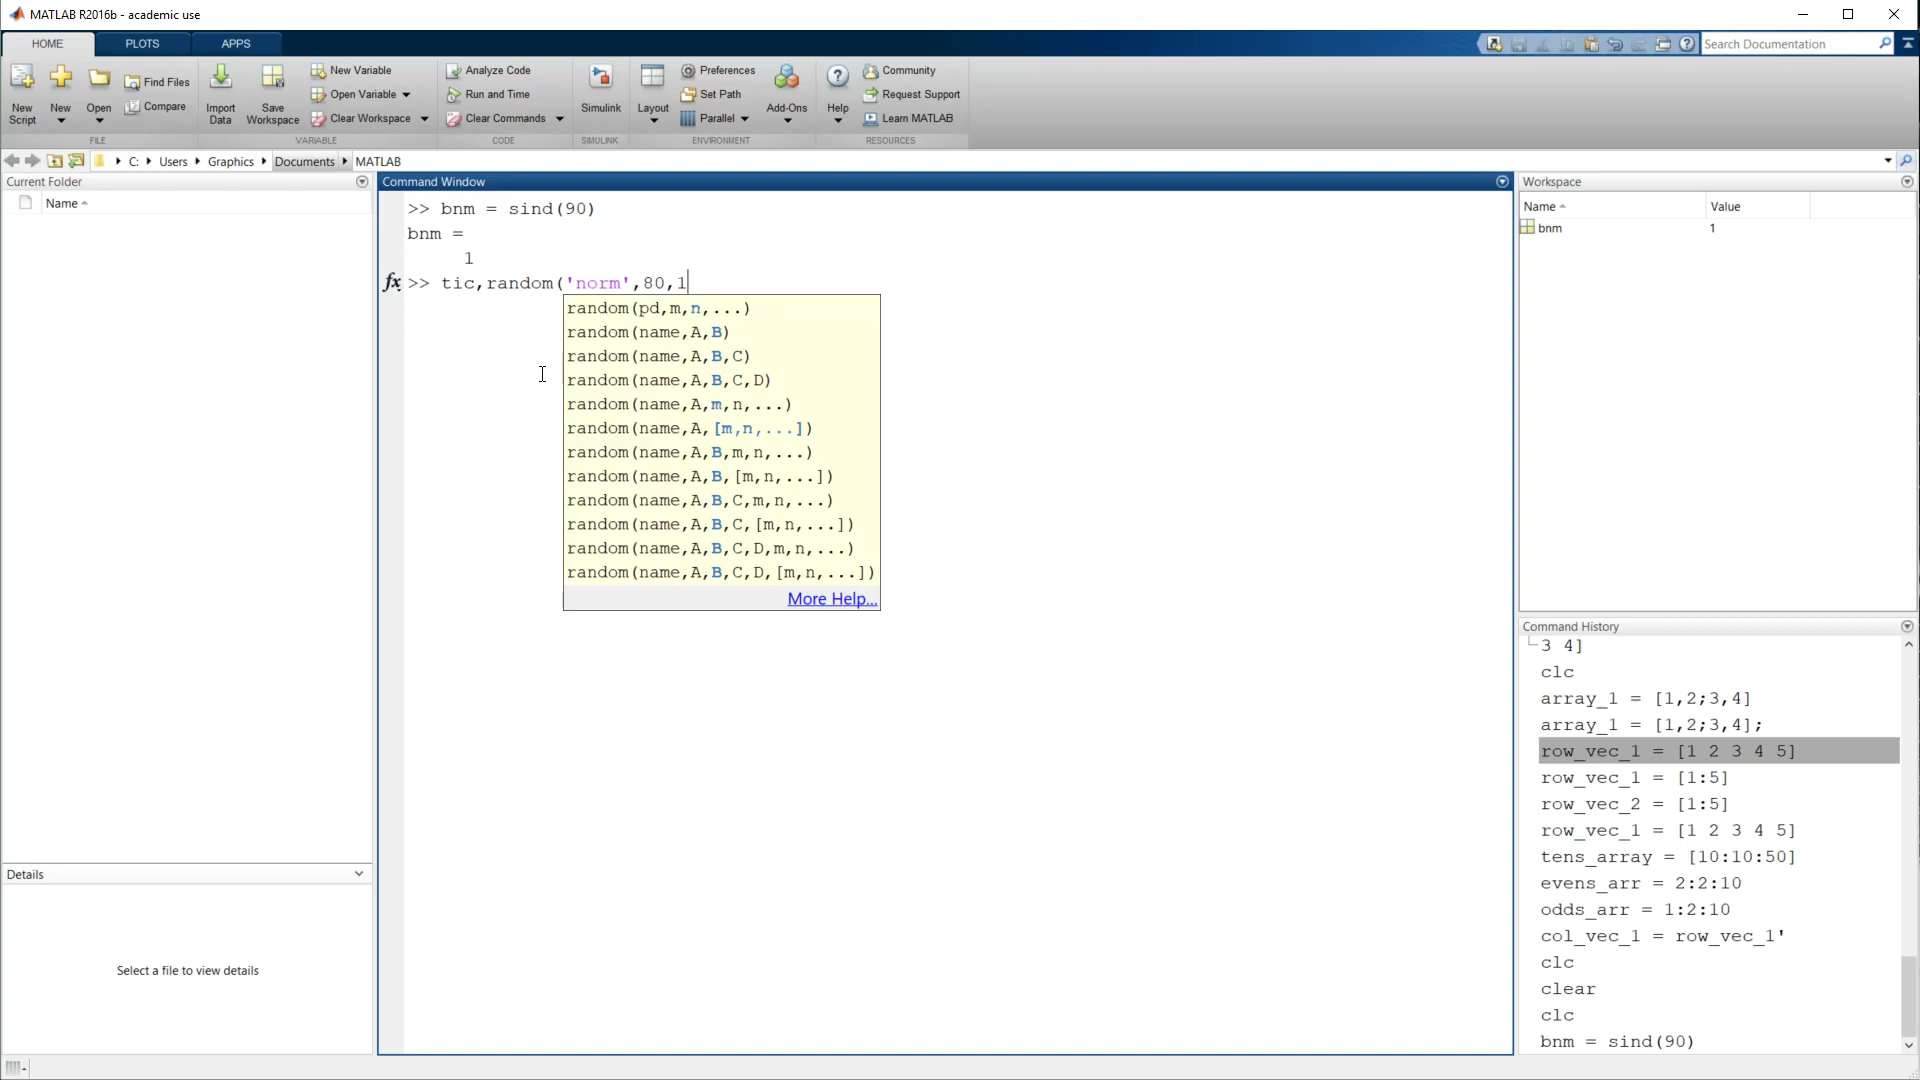 MATLAB R2016b - academic use
HOME PLOTS APPS
Search Documentation
New Script
New
Open
Find Files
Compare
FILE
Import Data
Save Workspace
New Variable
Open Variable
Clear Workspace
VARIABLE
Analyze Code
Run and Time
Clear Commands
CODE
Simulink
SIMULINK
Layout
Preferences
Set Path
Parallel
Add-Ons
ENVIRONMENT
Help
Community
Request Support
Learn MATLAB
RESOURCES
C: Users Graphics Documents MATLAB
Current Folder
Name
Details
Select a file to view details
Command Window
>> bnm = sind(90)
bnm =
1
fx >> tic,random('norm',80,1
random(pd,m,n,...)
random(name,A,B)
random(name,A,B,C)
random(name,A,B,C,D)
random(name,A,m,n,...)
random(name,A,[m,n,...])
random(name,A,B,m,n,...)
random(name,A,B,[m,n,...])
random(name,A,B,C,m,n,...)
random(name,A,B,C,[m,n,...])
random(name,A,B,C,D,m,n,...)
random(name,A,B,C,D,[m,n,...])
More Help...
Workspace
Name Value
bnm 1
Command History
3 4]
clc
array_1 = [1,2;3,4]
array_1 = [1,2;3,4];
row_vec_1 = [1 2 3 4 5]
row_vec_1 = [1:5]
row_vec_2 = [1:5]
row_vec_1 = [1 2 3 4 5]
tens_array = [10:10:50]
evens_arr = 2:2:10
odds_arr = 1:2:10
col_vec_1 = row_vec_1'
clc
clear
clc
bnm = sind(90)